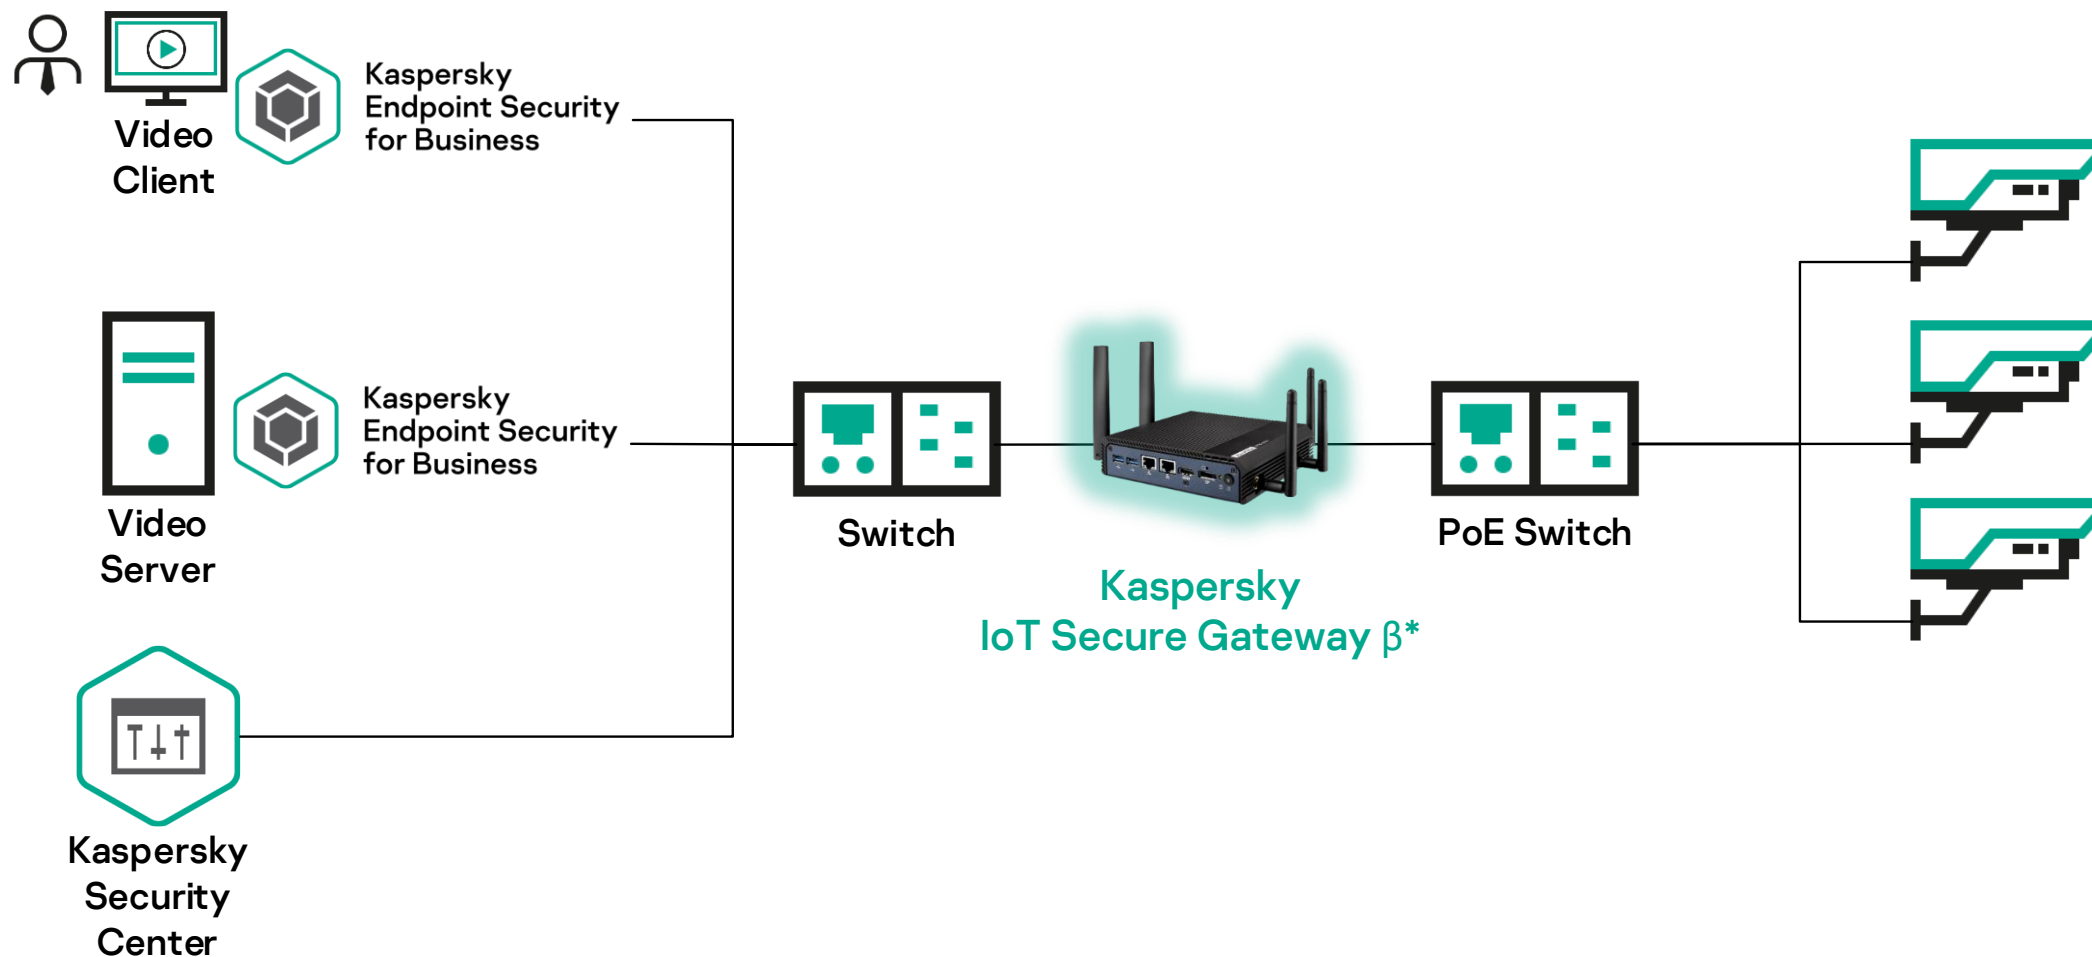 Kaspersky
Endpoint Security
for Business
Video
Client
Kaspersky
Endpoint Security
for Business
Video
Server
Switch
PoE Switch
Kaspersky
IoT Secure Gateway β*
Kaspersky
Security
Center